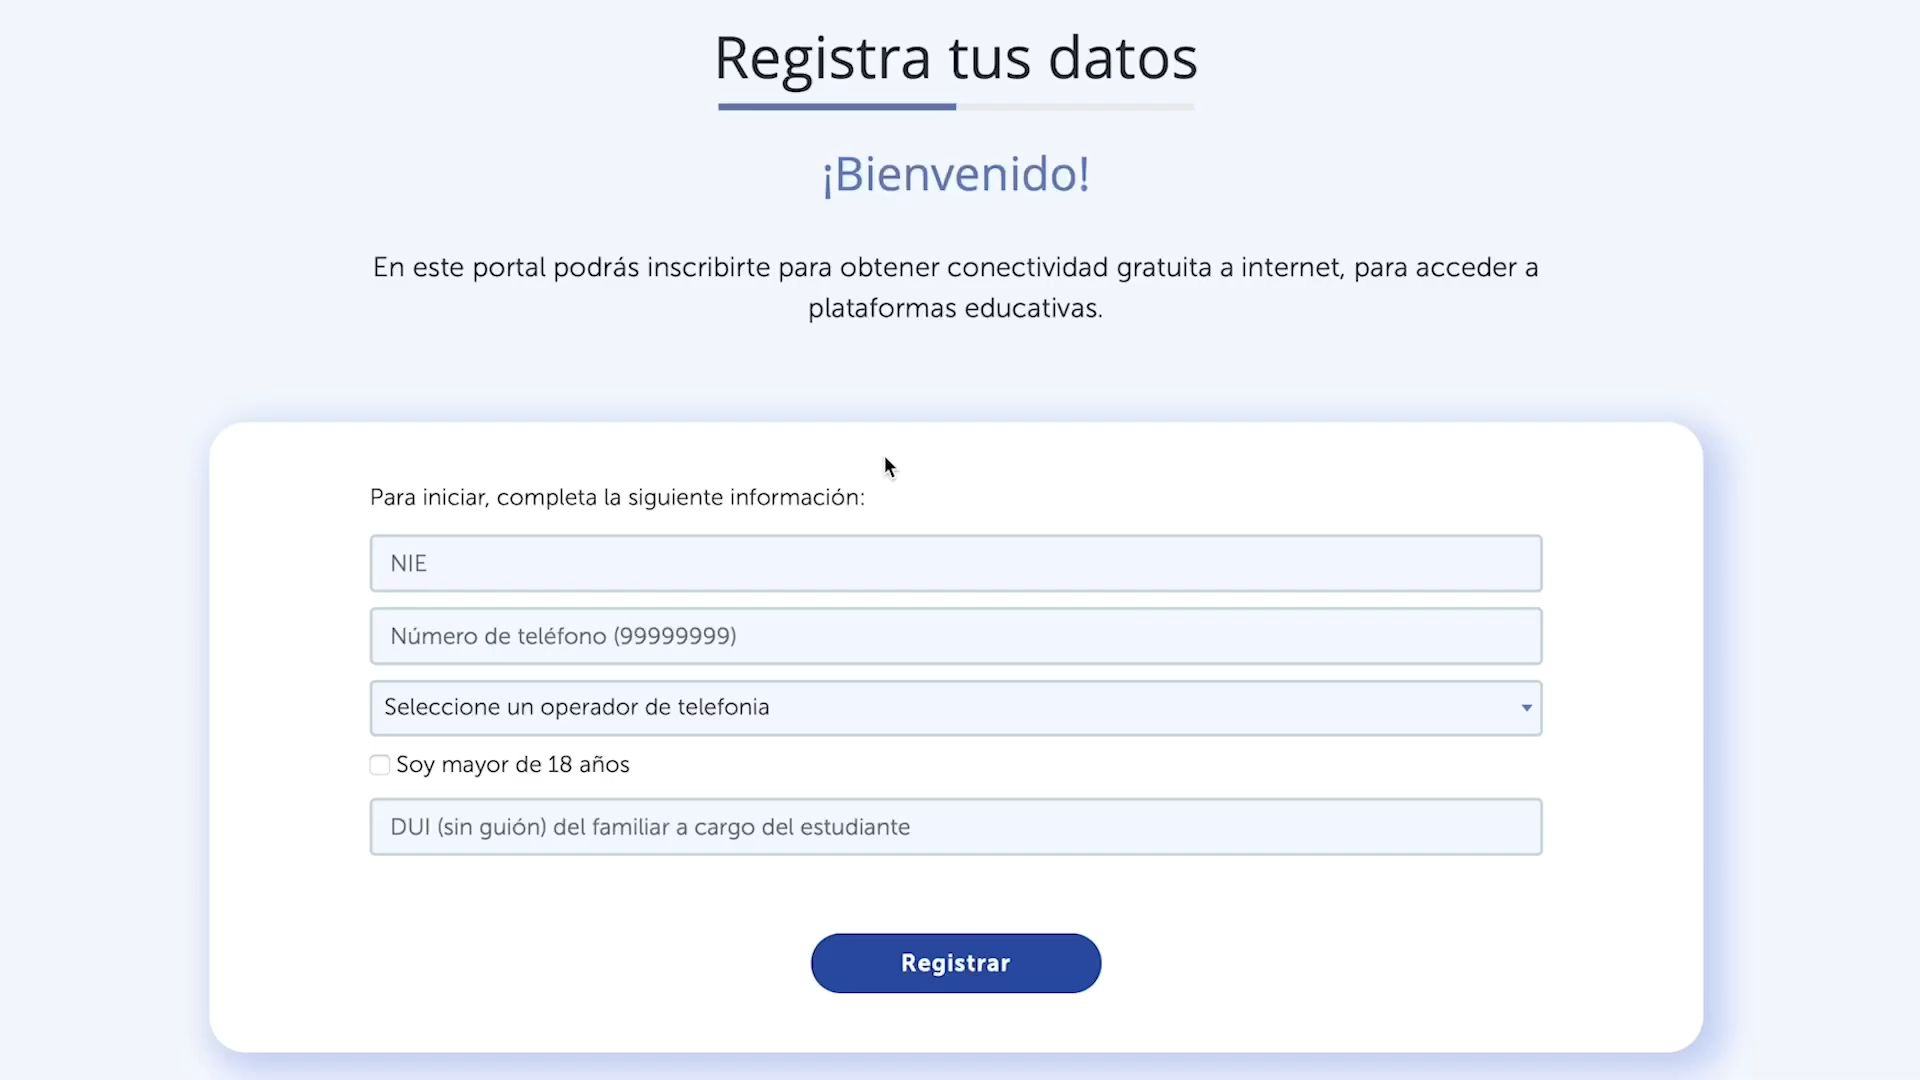 Registra tus datos
¡Bienvenido!
En este portal podrás inscribirte para obtener conectividad gratuita a internet, para acceder a
plataformas educativas.
Para iniciar, completa la siguiente información:
NIE
Número de teléfono (99999999)
Seleccione un operador de telefonia
Soy mayor de 18 años
DUI (sin guión) del familiar a cargo del estudiante
Registrar